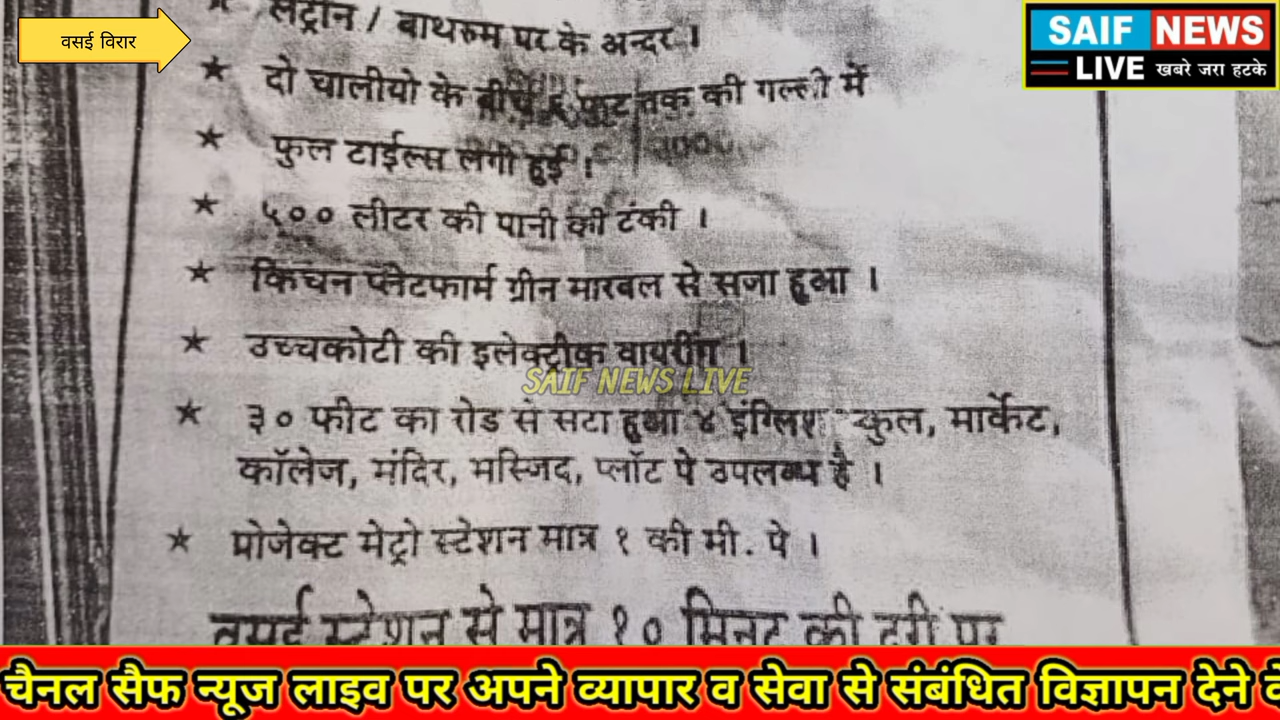 वसई विरार
SAIF NEWS
LIVE खबरे जरा हटके
★ लेट्रीन / बाथरुम घर के अन्दर ।
★ दो चालीयो के बीच ६ फुट तक की गल्ली में
★ फुल टाईल्स लगी हुई ।
★ ५०० लीटर की पानी की टंकी ।
★ किचन प्लेटफार्म ग्रीन मारबल से सजा हुआ ।
★ उच्चकोटी की इलेक्ट्रीक वायरींग ।
SAIF NEWS LIVE
★ ३० फीट का रोड से सटा हुआ ४ इंग्लिश स्कुल, मार्केट,
कॉलेज, मंदिर, मस्जिद, प्लॉट पे उपलब्ध है ।
★ प्रोजेक्ट मेट्रो स्टेशन मात्र १ की मी. पे ।
वसई स्टेशन से मात्र १० मिनट की दुरी पर
चैनल सैफ न्यूज लाइव पर अपने व्यापार व सेवा से संबंधित विज्ञापन देने के